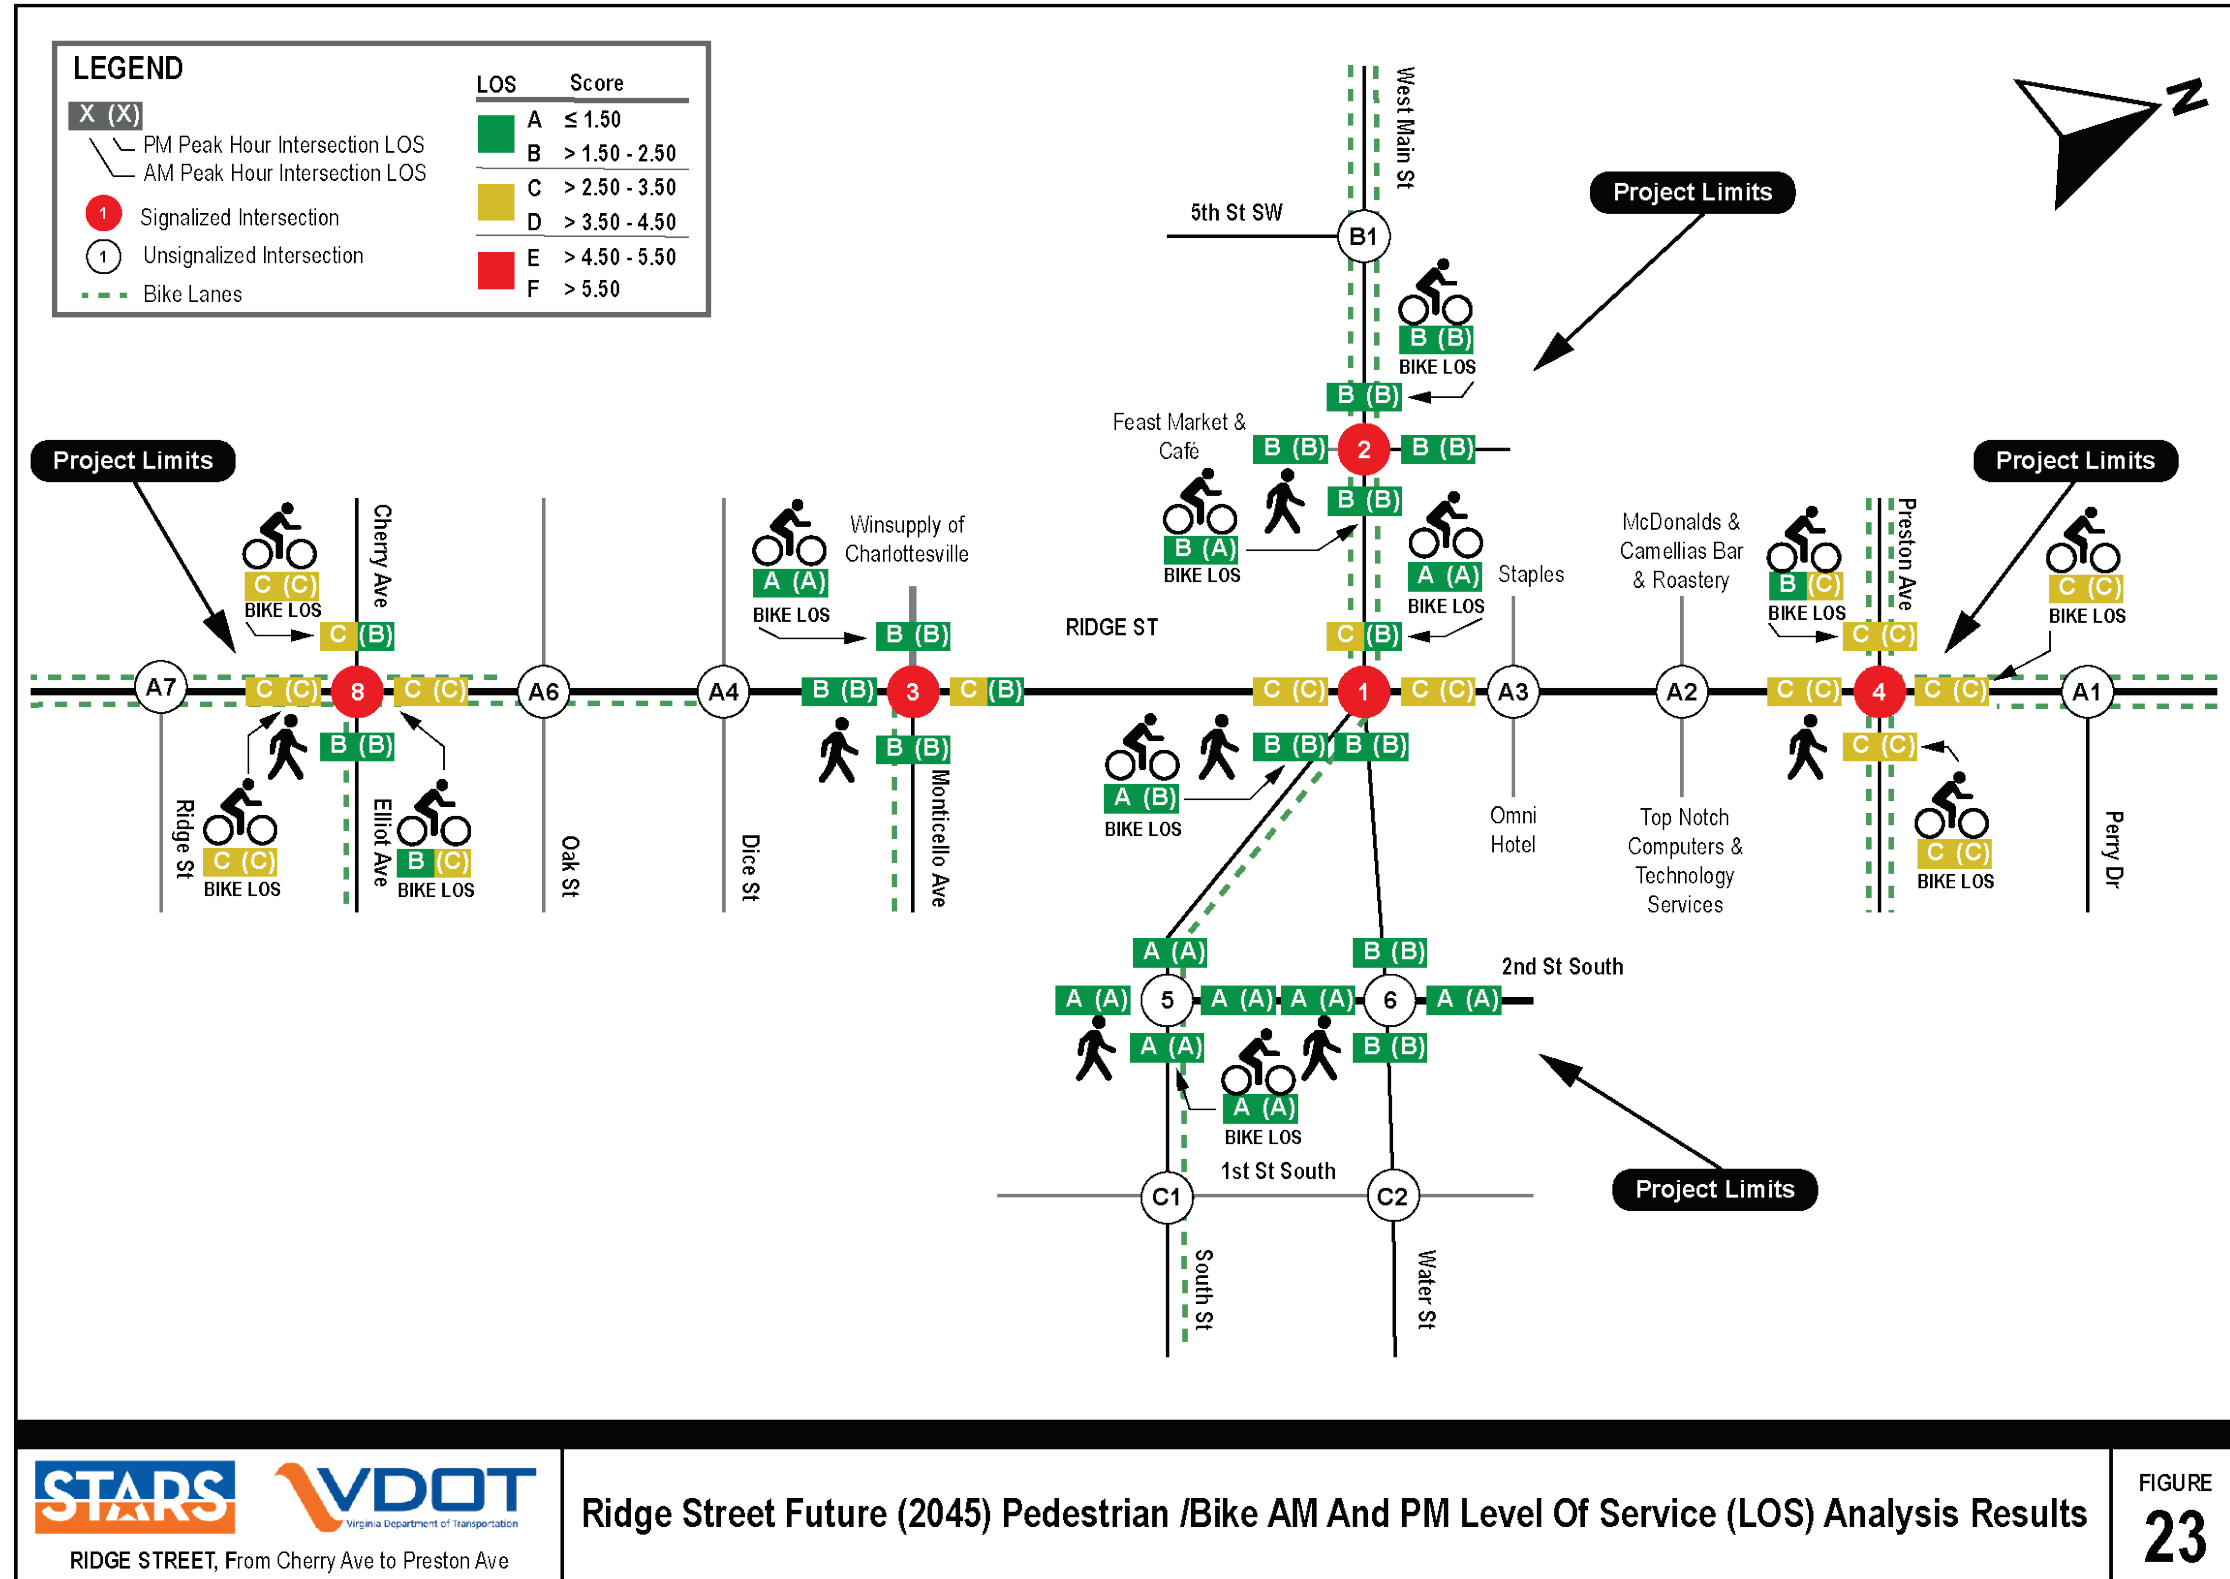 LEGEND
X (X)
PM Peak Hour Intersection LOS
AM Peak Hour Intersection LOS
1 Signalized Intersection
1 Unsignalized Intersection
Bike Lanes
LOS Score
A ≤ 1.50
B > 1.50 - 2.50
C > 2.50 - 3.50
D > 3.50 - 4.50
E > 4.50 - 5.50
F > 5.50
West Main St
N
Project Limits
5th St SW
B1
B (B)
BIKE LOS
B (B)
Feast Market &
Café
B (B)
2
B (B)
B (B)
B (A)
BIKE LOS
A (A)
BIKE LOS
Staples
C (B)
Project Limits
Cherry Ave
C (C)
BIKE LOS
C (B)
A7
C (C)
8
C (C)
A6
A4
B (B)
Ridge St
C (C)
BIKE LOS
Elliot Ave
B (C)
BIKE LOS
Oak St
Dice St
A (A)
BIKE LOS
Winsupply of
Charlottesville
B (B)
B (B)
3
C (B)
B (B)
Monticello Ave
RIDGE ST
C (C)
1
C (C)
A3
A2
B (B)
B (B)
A (B)
BIKE LOS
Omni
Hotel
McDonalds &
Camellias Bar
& Roastery
Top Notch
Computers &
Technology
Services
Project Limits
Preston Ave
B (C)
BIKE LOS
C (C)
BIKE LOS
C (C)
C (C)
4
C (C)
A1
C (C)
C (C)
BIKE LOS
Perry Dr
A (A)
B (B)
2nd St South
A (A)
5
A (A)
A (A)
6
A (A)
A (A)
B (B)
A (A)
BIKE LOS
1st St South
C1
C2
South St
Water St
Project Limits
STARS
VDOT
Virginia Department of Transportation
RIDGE STREET, From Cherry Ave to Preston Ave
Ridge Street Future (2045) Pedestrian /Bike AM And PM Level Of Service (LOS) Analysis Results
FIGURE
23